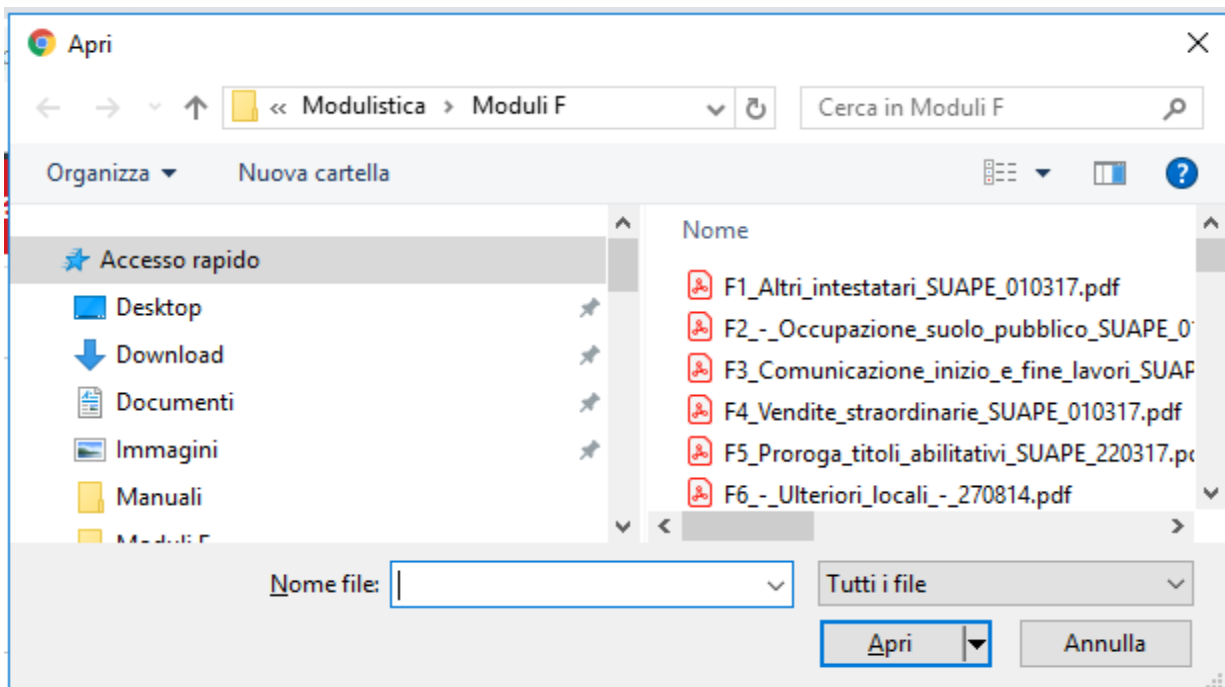 Apri
« Modulistica › Moduli F
Cerca in Moduli F
Organizza
Nuova cartella
Accesso rapido
Desktop
Download
Documenti
Immagini
Manuali
Moduli F
Nome
F1_Altri_intestatari_SUAPE_010317.pdf
F2_-_Occupazione_suolo_pubblico_SUAPE_0
F3_Comunicazione_inizio_e_fine_lavori_SUAP
F4_Vendite_straordinarie_SUAPE_010317.pdf
F5_Proroga_titoli_abilitativi_SUAPE_220317.p
F6_-_Ulteriori_locali_-_270814.pdf
Nome file:
Tutti i file
Apri
Annulla